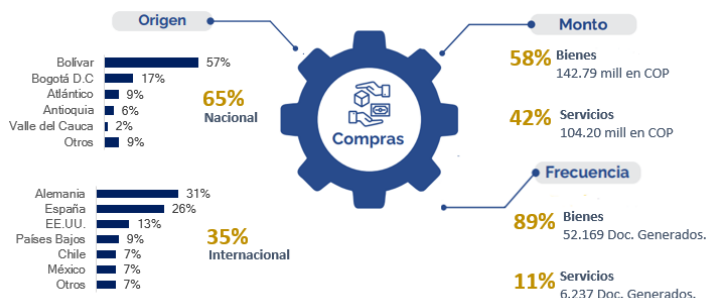 Origen
Bolívar 57%
Bogotá D.C 17%
Atlántico 9%
Antioquia 6%
Valle del Cauca 2%
Otros 9%
65%
Nacional
Alemania 31%
España 26%
EE.UU. 13%
Países Bajos 9%
Chile 7%
México 7%
Otros 7%
35%
Internacional
Compras
Monto
58% Bienes
142.79 mill en COP
42% Servicios
104.20 mill en COP
Frecuencia
89% Bienes
52.169 Doc. Generados.
11% Servicios
6.237 Doc. Generados.